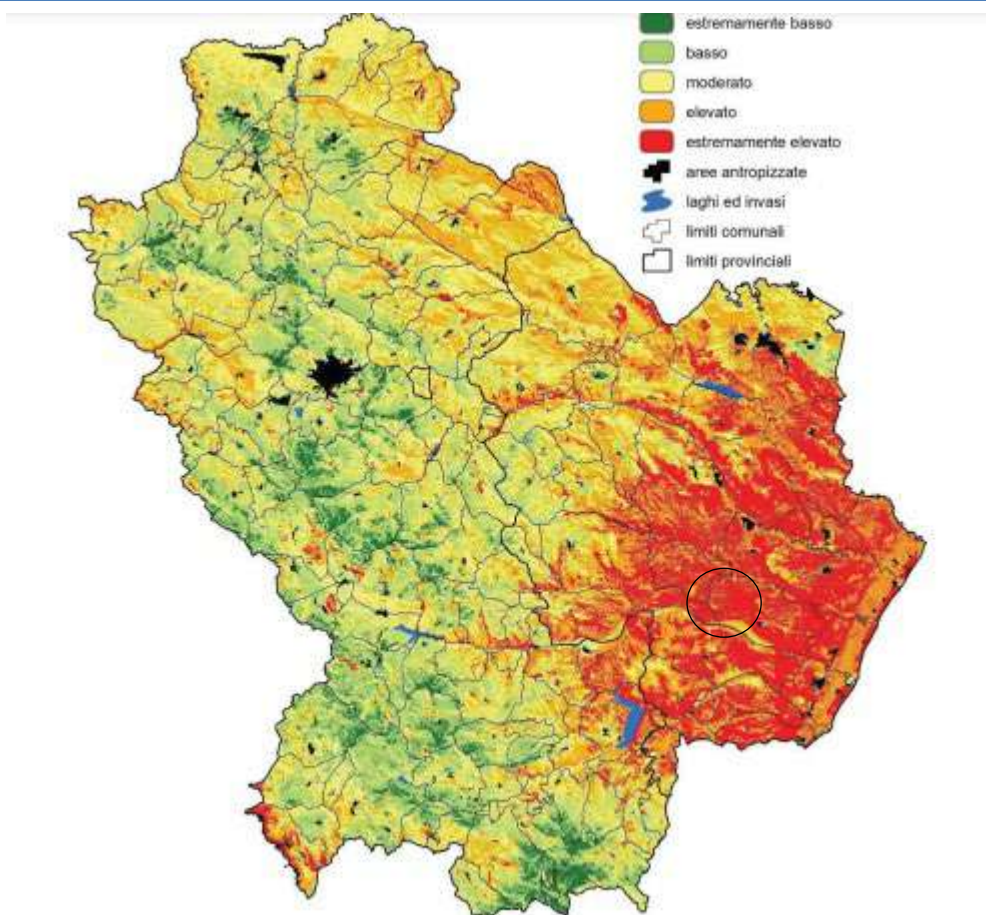 estremamente basso
basso
moderato
elevato
estremamente elevato
aree antropizzate
laghi ed invasi
limiti comunali
limiti provinciali